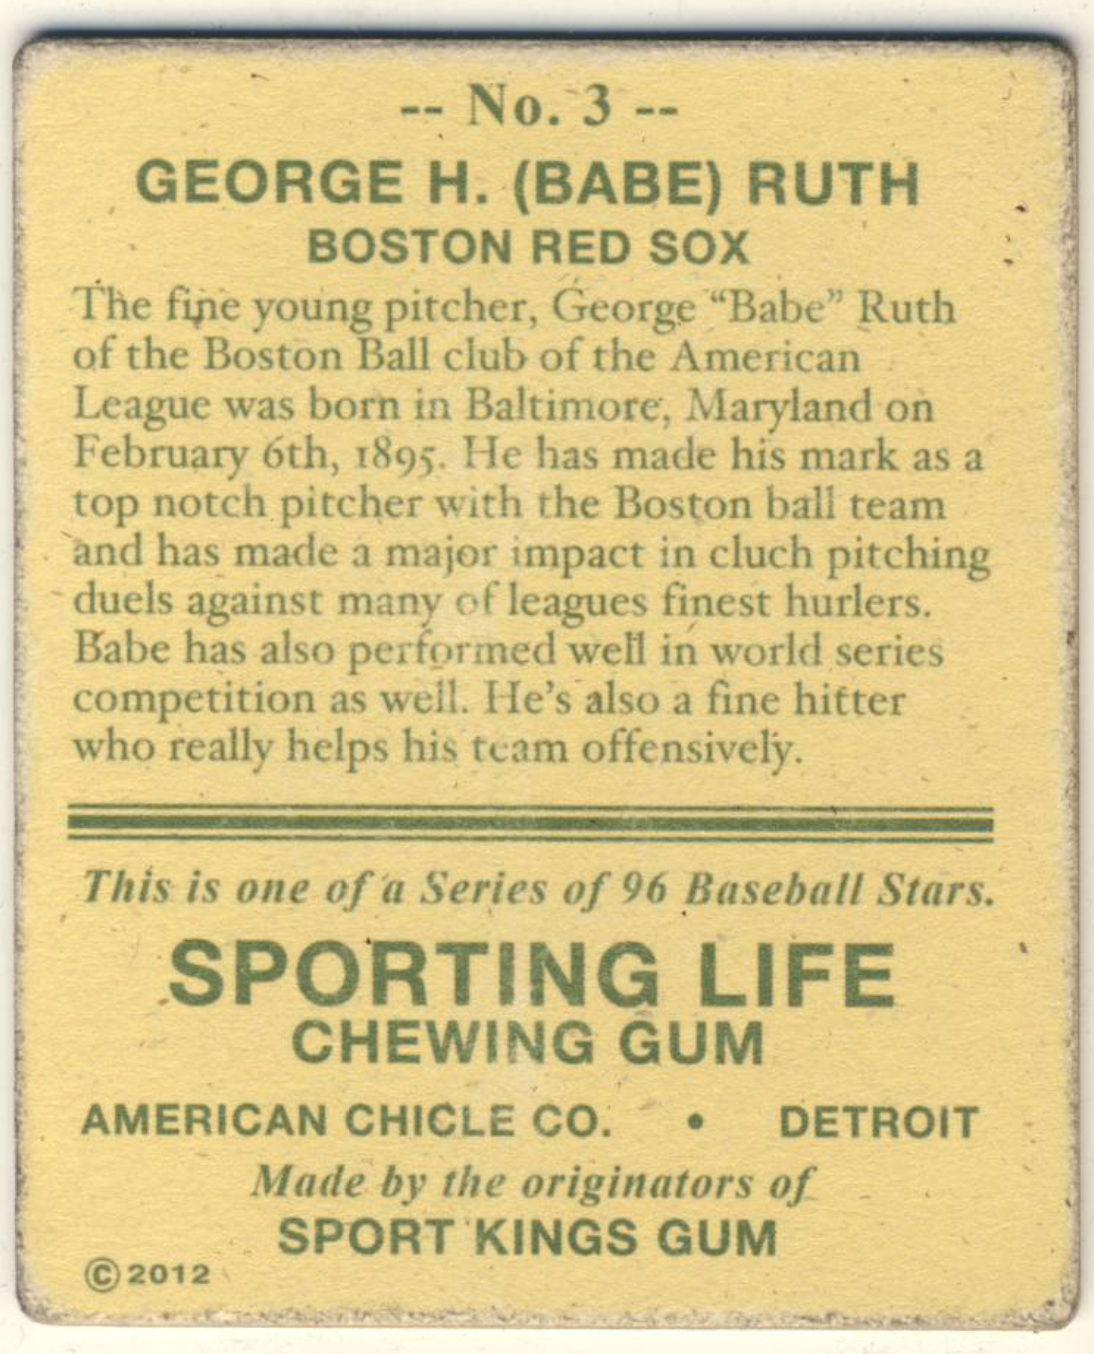 -- No. 3 --
GEORGE H. (BABE) RUTH
BOSTON RED SOX
The fine young pitcher, George “Babe” Ruth
of the Boston Ball club of the American
League was born in Baltimore, Maryland on
February 6th, 1895. He has made his mark as a
top notch pitcher with the Boston ball team
and has made a major impact in cluch pitching
duels against many of leagues finest hurlers.
Babe has also performed well in world series
competition as well. He’s also a fine hitter
who really helps his team offensively.
This is one of a Series of 96 Baseball Stars.
SPORTING LIFE
CHEWING GUM
AMERICAN CHICLE CO. • DETROIT
Made by the originators of
SPORT KINGS GUM
©2012